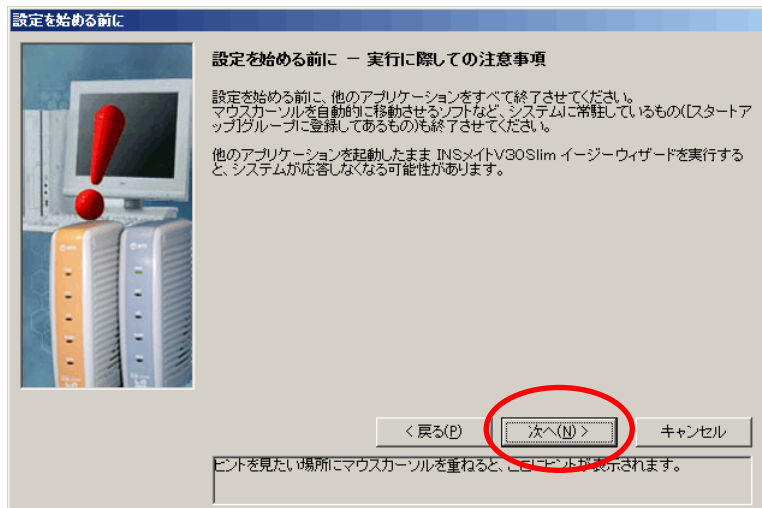 設定を始める前に
設定を始める前に － 実行に際しての注意事項
設定を始める前に、他のアプリケーションをすべて終了させてください。
マウスカーソルを自動的に移動させるソフトなど、システムに常駐しているもの([スタートア
ップ]グループに登録してあるもの)も終了させてください。
他のアプリケーションを起動したまま INSメイトV30Slim イージーウィザードを実行する
と、システムが応答しなくなる可能性があります。
< 戻る(P)
次へ(N) >
キャンセル
ヒントを見たい場所にマウスカーソルを重ねると、ここにヒントが表示されます。